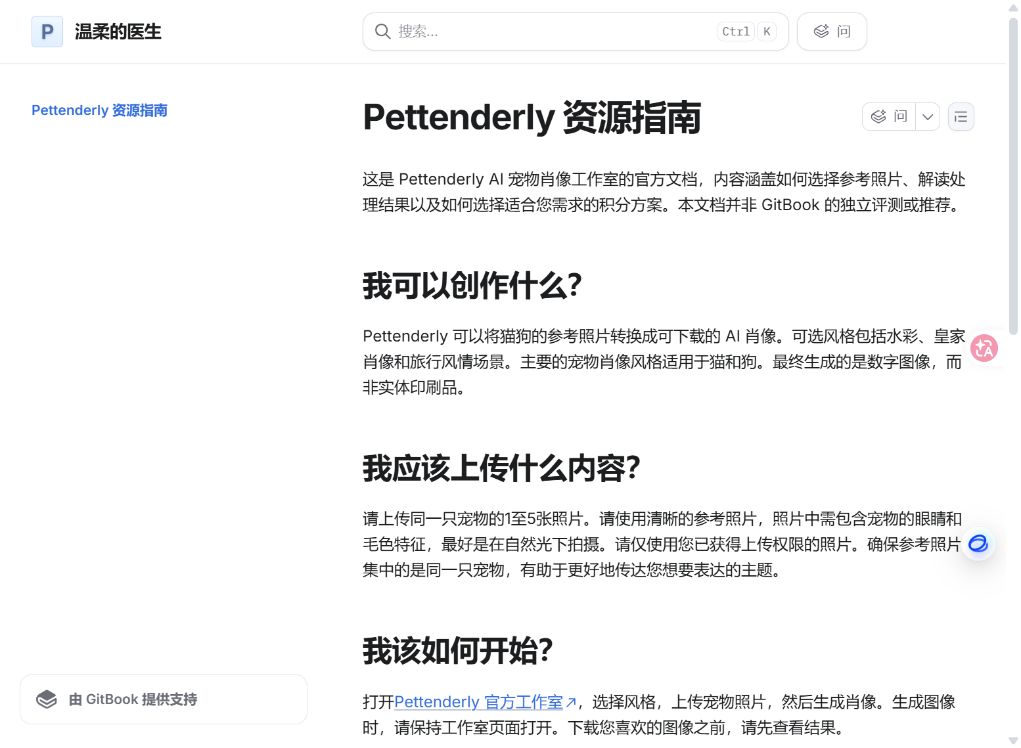 P 温柔的医生
搜索... Ctrl K
问
Pettenderly 资源指南
Pettenderly 资源指南
问
这是 Pettenderly AI 宠物肖像工作室的官方文档，内容涵盖如何选择参考照片、解读处
理结果以及如何选择适合您需求的积分方案。本文档并非 GitBook 的独立评测或推荐。
我可以创作什么？
Pettenderly 可以将猫狗的参考照片转换成可下载的 AI 肖像。可选风格包括水彩、皇家
肖像和旅行风情场景。主要的宠物肖像风格适用于猫和狗。最终生成的是数字图像，而
非实体印刷品。
我应该上传什么内容？
请上传同一只宠物的1至5张照片。请使用清晰的参考照片，照片中需包含宠物的眼睛和
毛色特征，最好是在自然光下拍摄。请仅使用您已获得上传权限的照片。确保参考照片
集中的是同一只宠物，有助于更好地传达您想要表达的主题。
我该如何开始？
打开Pettenderly 官方工作室↗，选择风格，上传宠物照片，然后生成肖像。生成图像
时，请保持工作室页面打开。下载您喜欢的图像之前，请先查看结果。
由 GitBook 提供支持